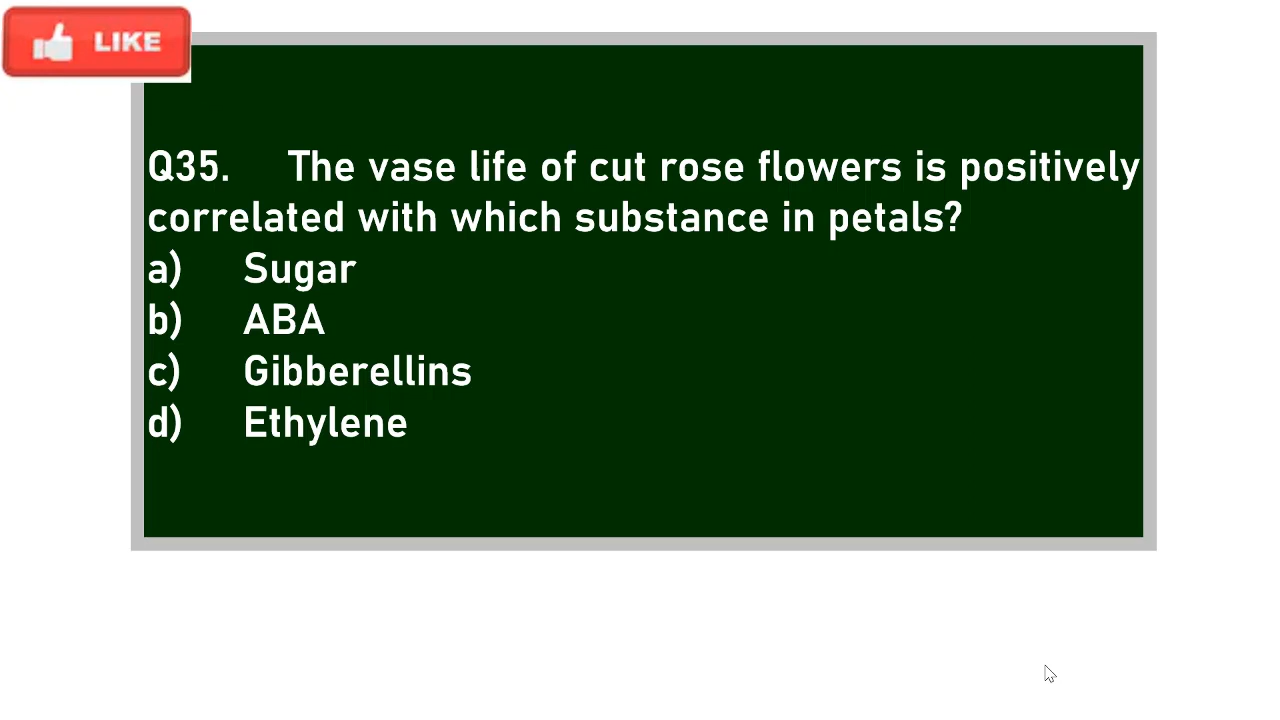 LIKE
Q35. The vase life of cut rose flowers is positively
correlated with which substance in petals?
a) Sugar
b) ABA
c) Gibberellins
d) Ethylene